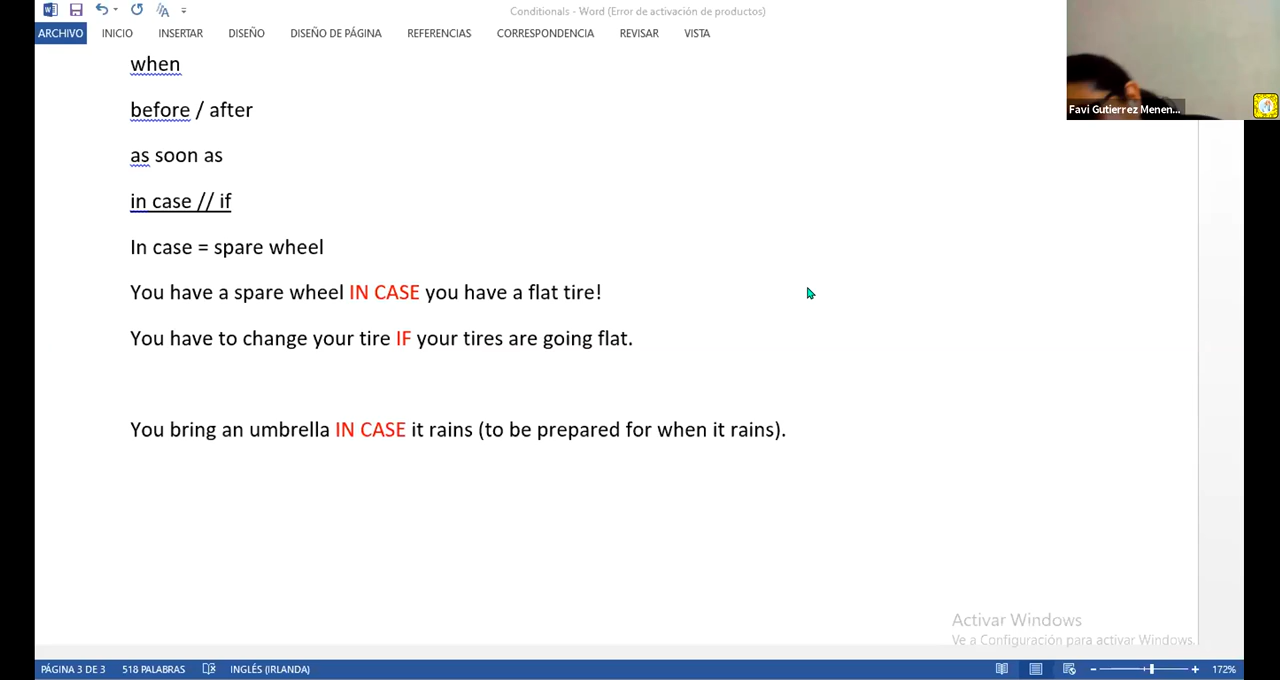 Conditionals - Word (Error de activación de productos)
ARCHIVO INICIO INSERTAR DISEÑO DISEÑO DE PÁGINA REFERENCIAS CORRESPONDENCIA REVISAR VISTA
when
Favi Gutierrez Menen...
before / after
as soon as
in case // if
In case = spare wheel
You have a spare wheel IN CASE you have a flat tire!
You have to change your tire IF your tires are going flat.
You bring an umbrella IN CASE it rains (to be prepared for when it rains).
Activar Windows
Ve a Configuración para activar Windows.
PÁGINA 3 DE 3 518 PALABRAS INGLÉS (IRLANDA) 172%